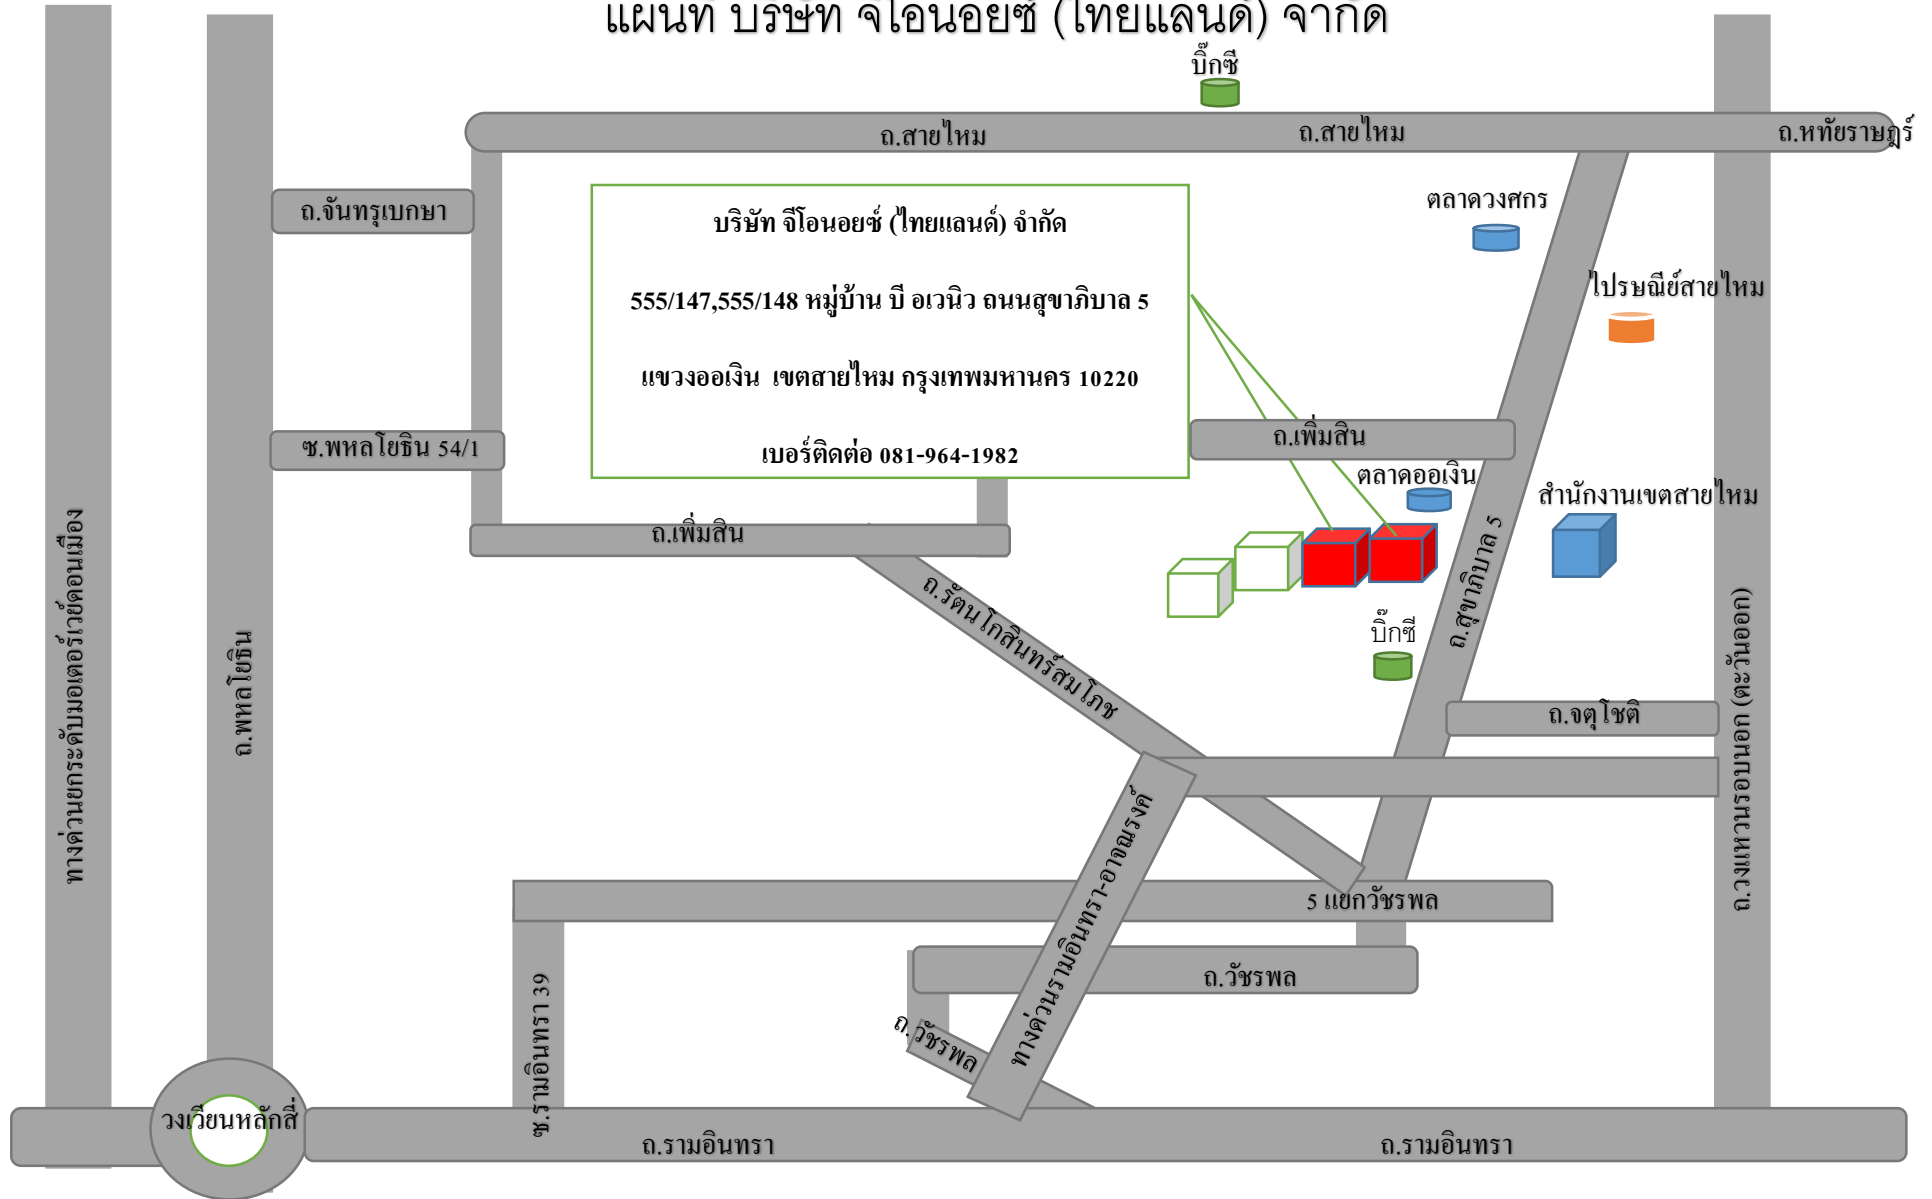 แผนที่ บริษัท จีโอนอยซ์ (ไทยแลนด์) จำกัด
บิ๊กซี
ถ.สายไหม
ถ.สายไหม
ถ.หทัยราษฎร์
ถ.จันทรุเบกษา
ตลาดวงศกร
บริษัท จีโอนอยซ์ (ไทยแลนด์) จำกัด
555/147,555/148 หมู่บ้าน บี อเวนิว ถนนสุขาภิบาล 5
แขวงออเงิน เขตสายไหม กรุงเทพมหานคร 10220
เบอร์ติดต่อ 081-964-1982
ไปรษณีย์สายไหม
ซ.พหลโยธิน 54/1
ถ.เพิ่มสิน
ตลาดออเงิน
สำนักงานเขตสายไหม
ถ.เพิ่มสิน
ถ.สุขาภิบาล 5
ถ.รัตนโกสินทร์สมโภช
บิ๊กซี
ทางด่วนยกระดับมอเตอร์เวย์ดอนเมือง
ถ.พหลโยธิน
ถ.จตุโชติ
ถ.วงแหวนรอบนอก (ตะวันออก)
ทางด่วนรามอินทรา-อาจณรงค์
5 แยกวัชรพล
ถ.วัชรพล
ถ.วัชรพล
ซ.รามอินทรา 39
วงเวียนหลักสี่
ถ.รามอินทรา
ถ.รามอินทรา